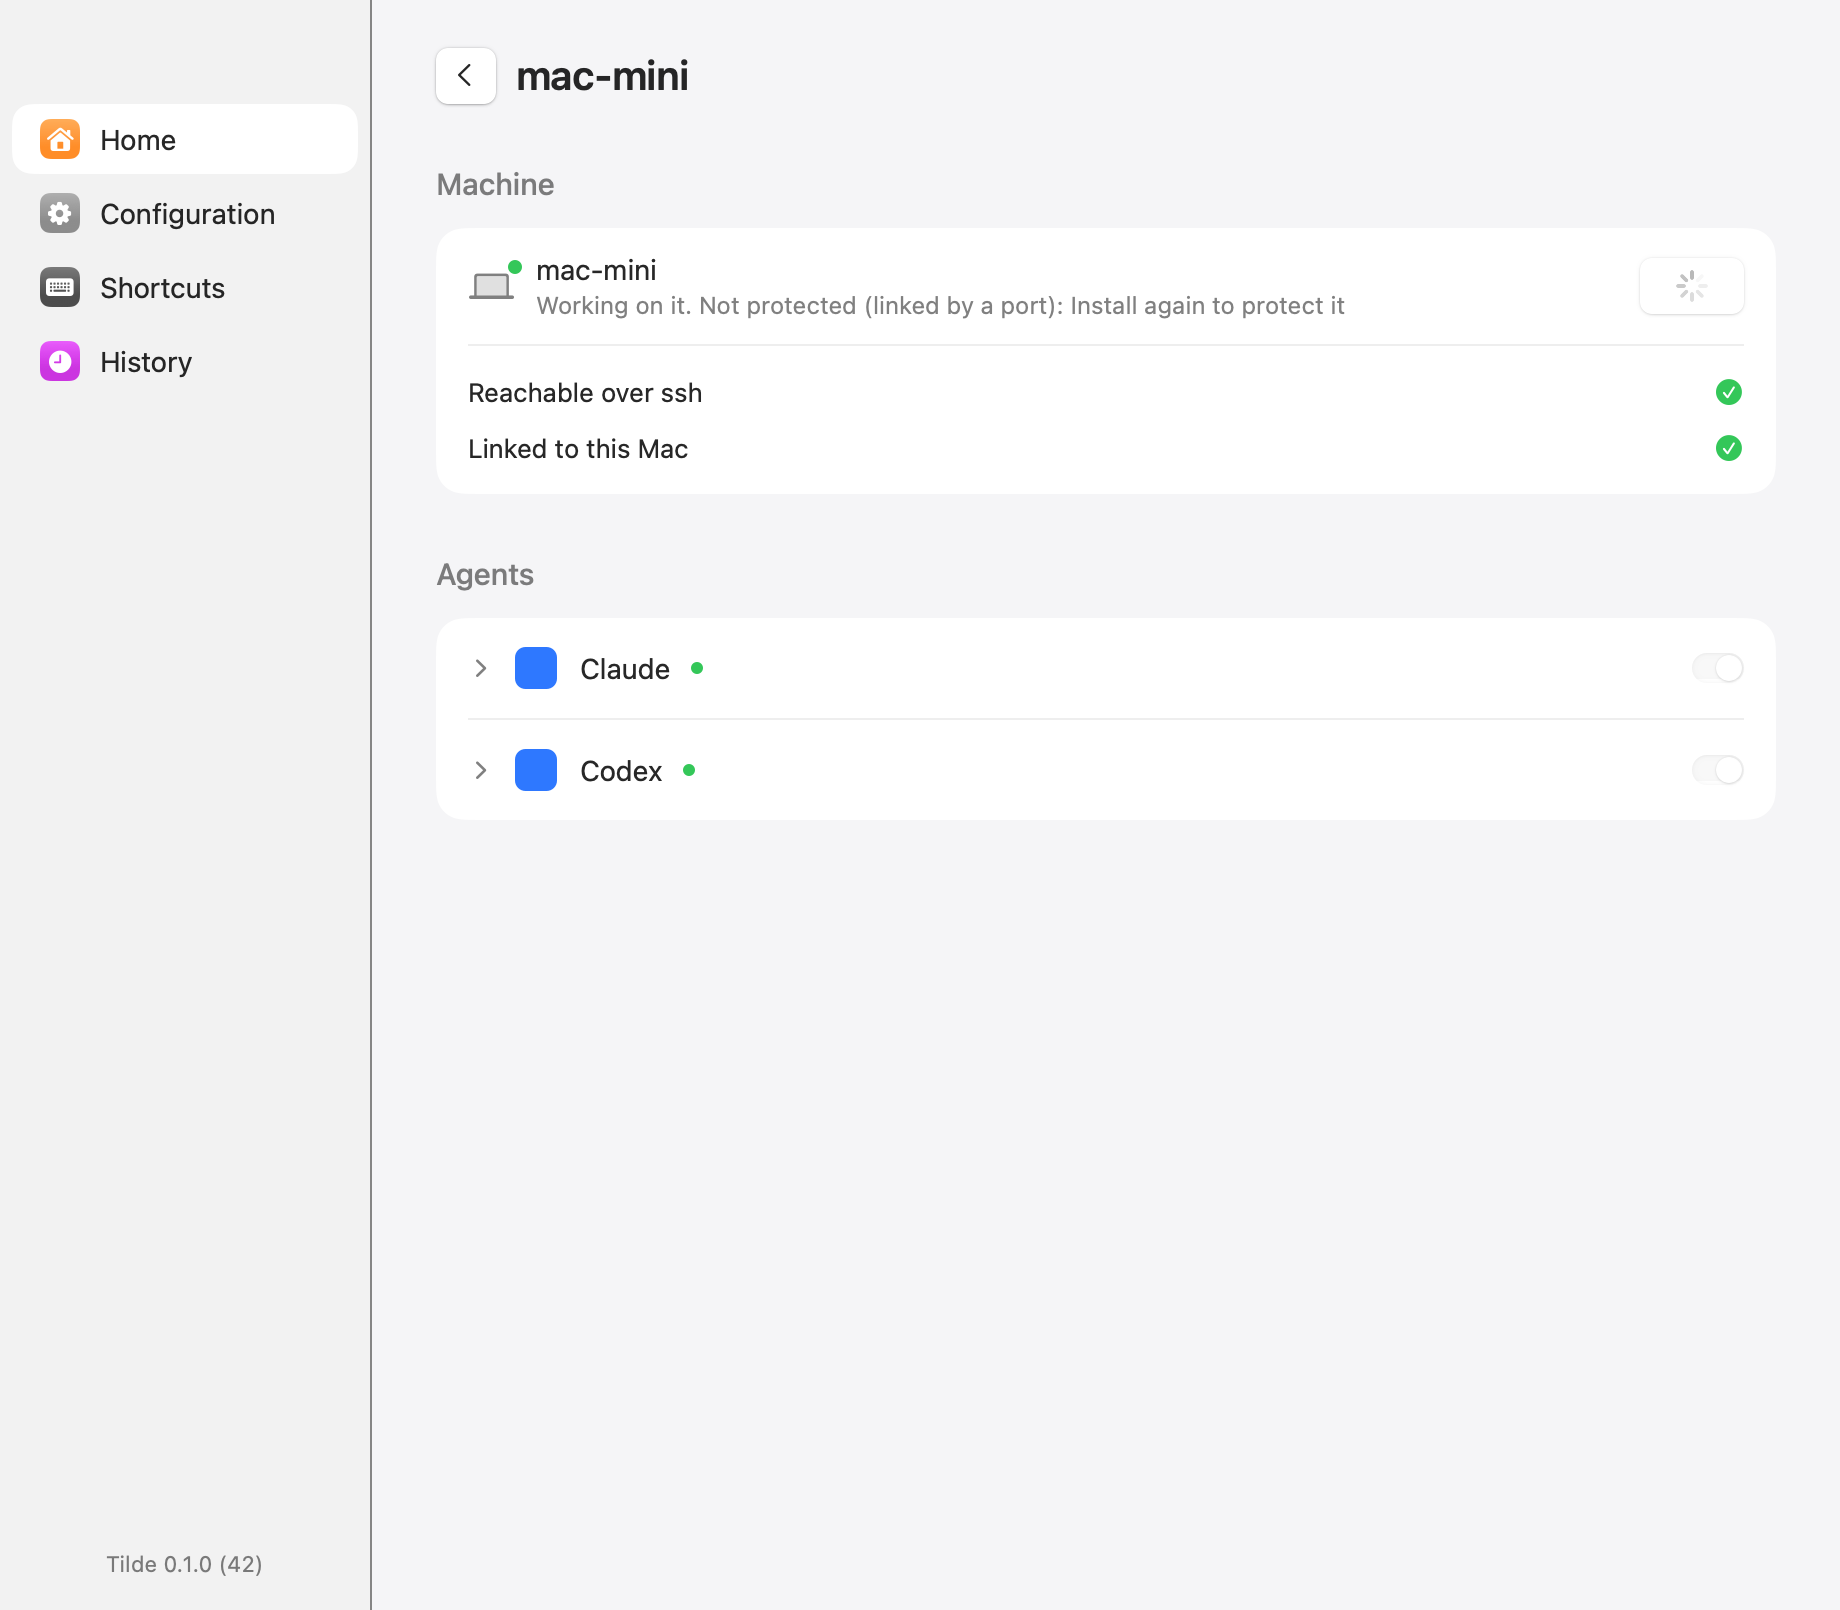 mac-mini
Home
Configuration
Shortcuts
History
Machine
mac-mini
Working on it. Not protected (linked by a port): Install again to protect it
Reachable over ssh
Linked to this Mac
Agents
Claude
Codex
Tilde 0.1.0 (42)